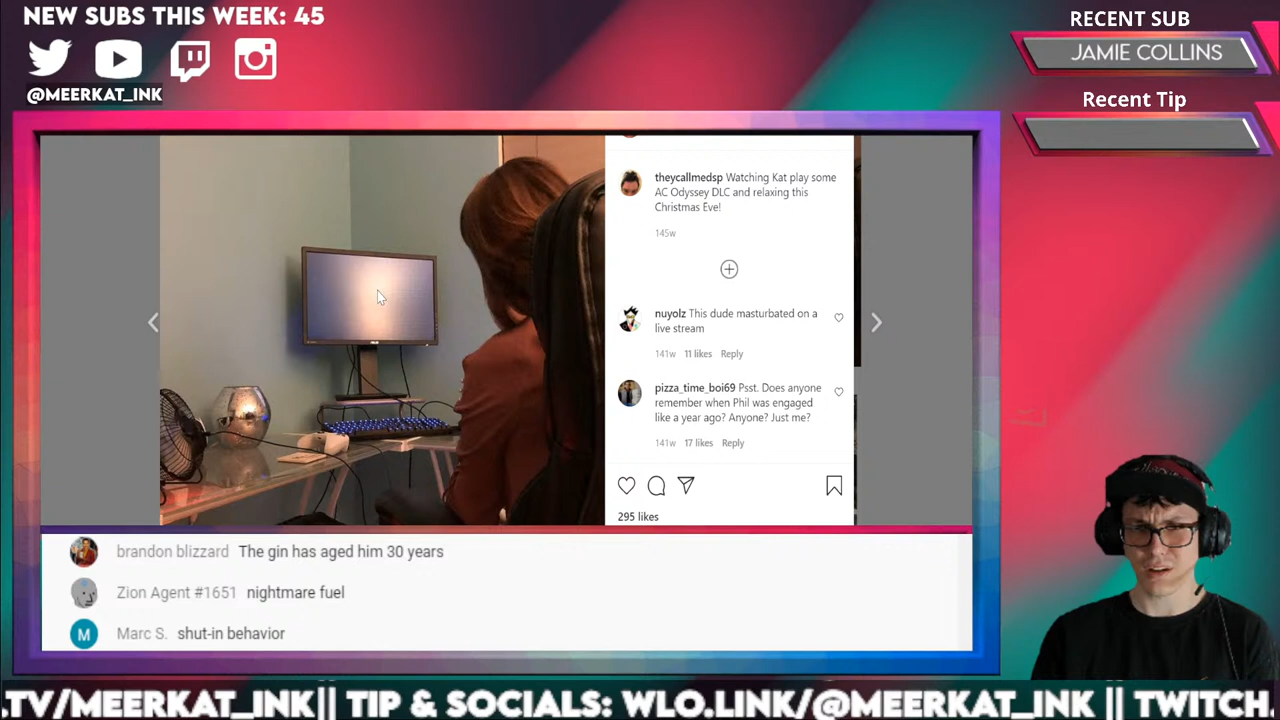 NEW SUBS THIS WEEK: 45
@MEERKAT_INK
RECENT SUB
JAMIE COLLINS
Recent Tip
theycallmedsp Watching Kat play some
AC Odyssey DLC and relaxing this
Christmas Eve!
145w
nuyolz This dude masturbated on a
live stream
141w 11 likes Reply
pizza_time_boi69 Psst. Does anyone
remember when Phil was engaged
like a year ago? Anyone? Just me?
141w 17 likes Reply
295 likes
brandon blizzard The gin has aged him 30 years
Zion Agent #1651 nightmare fuel
M Marc S. shut-in behavior
.TV/MEERKAT_INK|| TIP & SOCIALS: WLO.LINK/@MEERKAT_INK || TWITCH.